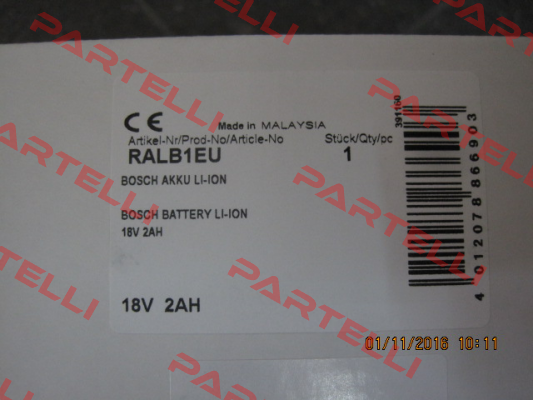 CE Made in MALAYSIA
Artikel-Nr/Prod-No/Article-No Stück/Qty/pc
RALB1EU 1
BOSCH AKKU LI-ION
BOSCH BATTERY LI-ION
18V 2AH
18V 2AH
391160
4 012078 866903
01/11/2016 10:11
PARTELLI
PARTELLI
PARTELLI
PARTELLI
PARTELLI
PARTELLI